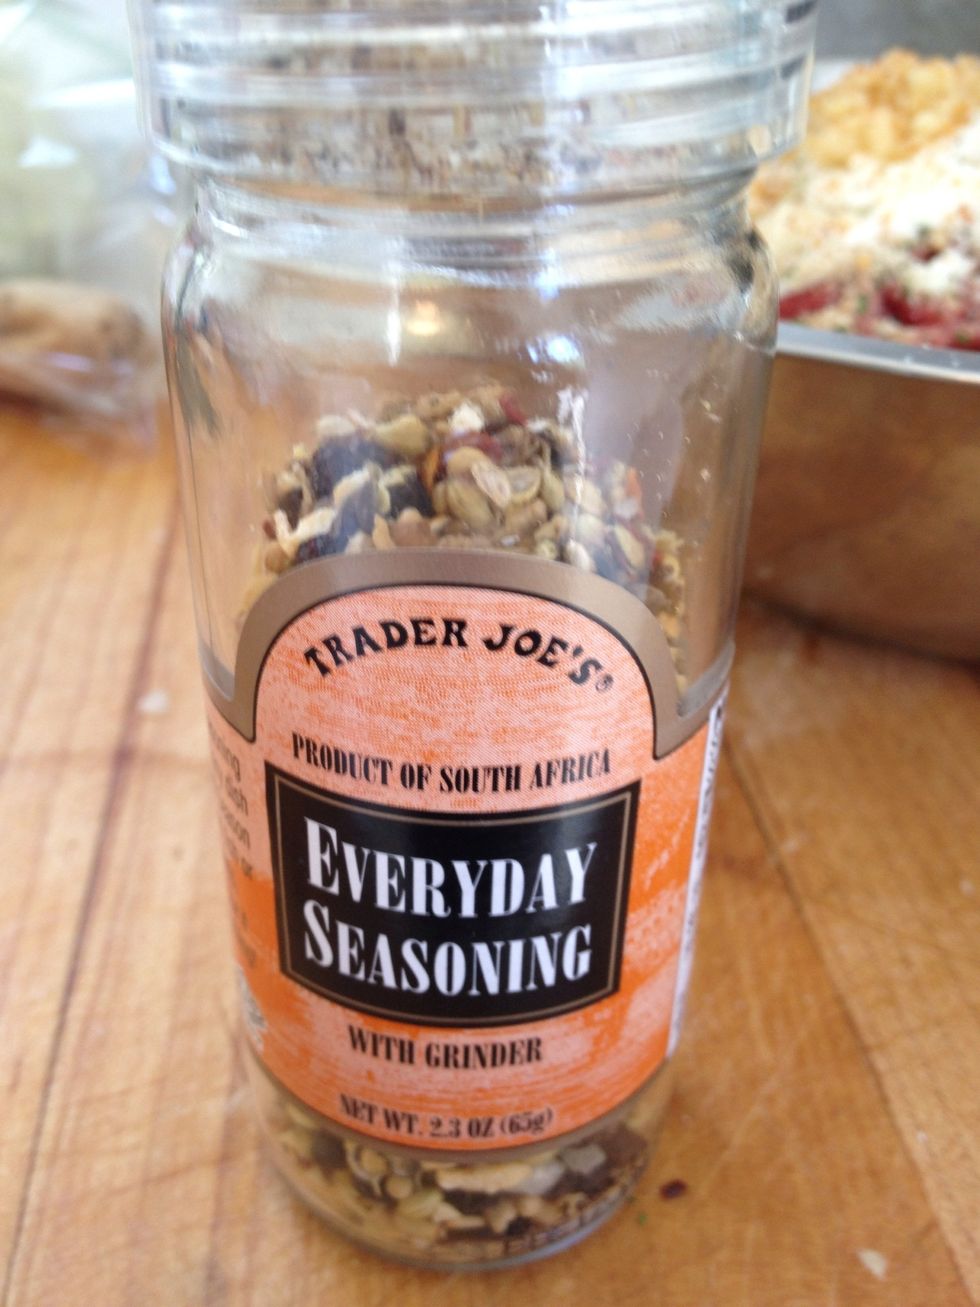 TRADER JOE'S®
PRODUCT OF SOUTH AFRICA
EVERYDAY
SEASONING
WITH GRINDER
NET WT. 2.3 OZ (65g)